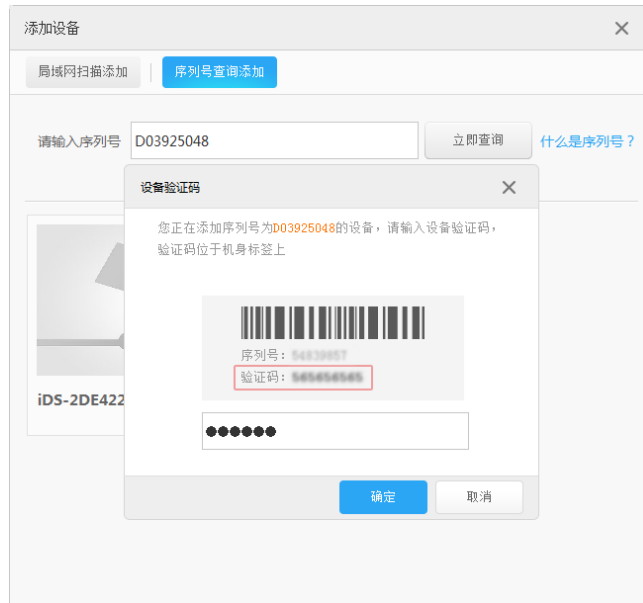 添加设备
局域网扫描添加
序列号查询添加
请输入序列号
D03925048
立即查询
什么是序列号？
设备验证码
您正在添加序列号为D03925048的设备，请输入设备验证码，
验证码位于机身标签上
序列号：
验证码：
iDS-2DE422
确定
取消